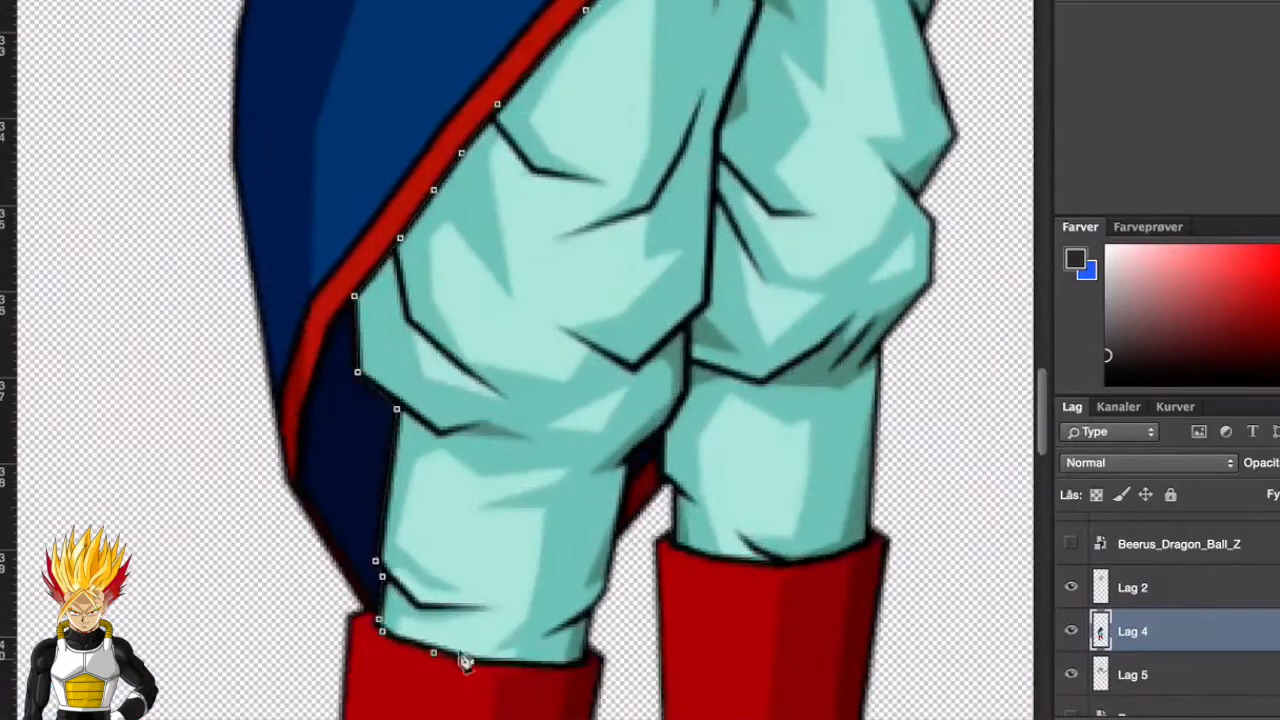 Farver Farveprøver
Lag Kanaler Kurver
Type
Normal Opacit
Lås: Fy
Beerus_Dragon_Ball_Z
Lag 2
Lag 4
Lag 5